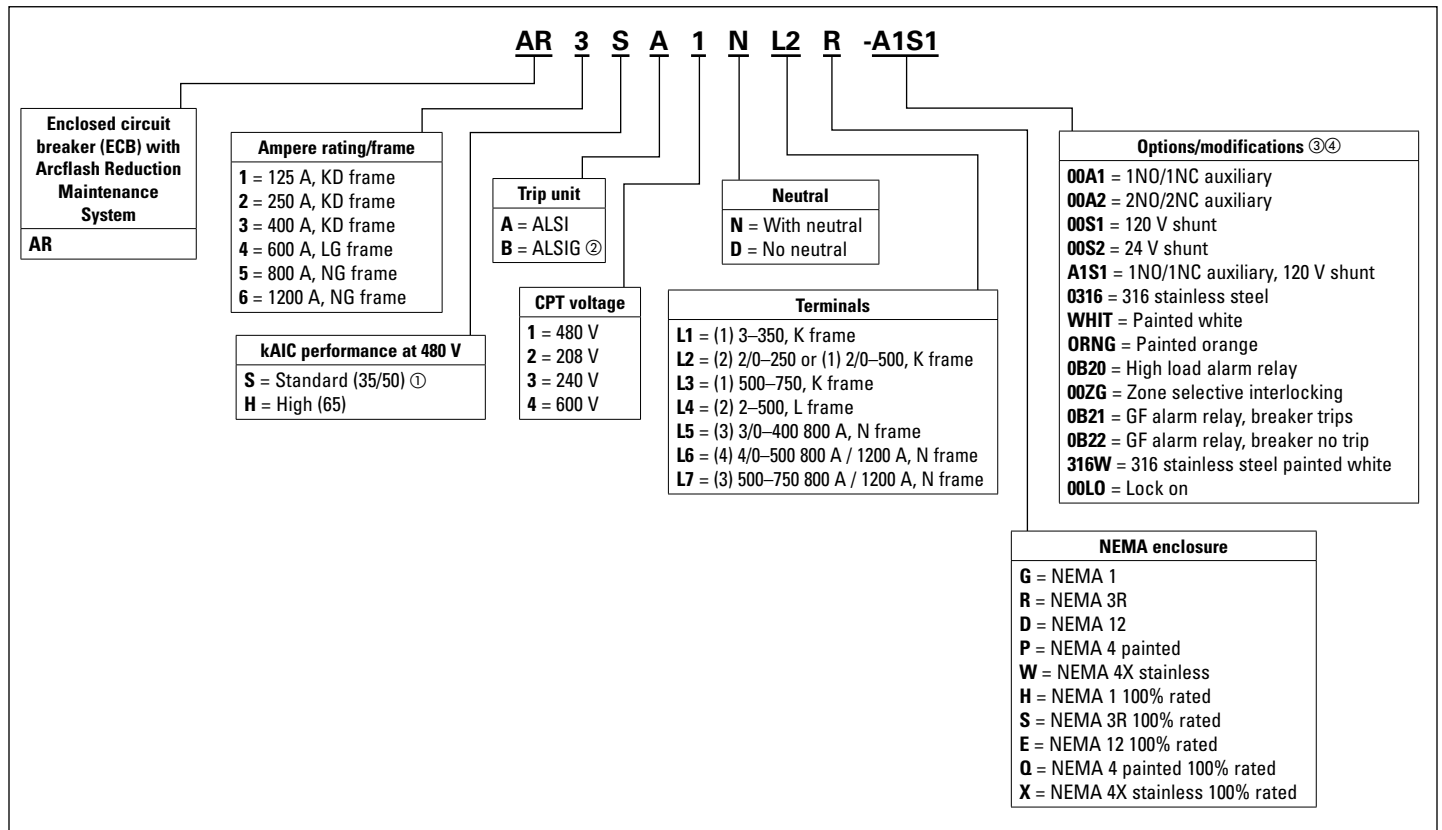 AR 3 S A 1 N L2 R -A1S1
Enclosed circuit
breaker (ECB) with
Arcflash Reduction
Maintenance
System
AR
Ampere rating/frame
1 = 125 A, KD frame
2 = 250 A, KD frame
3 = 400 A, KD frame
4 = 600 A, LG frame
5 = 800 A, NG frame
6 = 1200 A, NG frame
kAIC performance at 480 V
S = Standard (35/50) ①
H = High (65)
Trip unit
A = ALSI
B = ALSIG ②
CPT voltage
1 = 480 V
2 = 208 V
3 = 240 V
4 = 600 V
Neutral
N = With neutral
D = No neutral
Terminals
L1 = (1) 3–350, K frame
L2 = (2) 2/0–250 or (1) 2/0–500, K frame
L3 = (1) 500–750, K frame
L4 = (2) 2–500, L frame
L5 = (3) 3/0–400 800 A, N frame
L6 = (4) 4/0–500 800 A / 1200 A, N frame
L7 = (3) 500–750 800 A / 1200 A, N frame
Options/modifications ③④
00A1 = 1NO/1NC auxiliary
00A2 = 2NO/2NC auxiliary
00S1 = 120 V shunt
00S2 = 24 V shunt
A1S1 = 1NO/1NC auxiliary, 120 V shunt
0316 = 316 stainless steel
WHIT = Painted white
ORNG = Painted orange
0B20 = High load alarm relay
00ZG = Zone selective interlocking
0B21 = GF alarm relay, breaker trips
0B22 = GF alarm relay, breaker no trip
316W = 316 stainless steel painted white
00LO = Lock on
NEMA enclosure
G = NEMA 1
R = NEMA 3R
D = NEMA 12
P = NEMA 4 painted
W = NEMA 4X stainless
H = NEMA 1 100% rated
S = NEMA 3R 100% rated
E = NEMA 12 100% rated
Q = NEMA 4 painted 100% rated
X = NEMA 4X stainless 100% rated